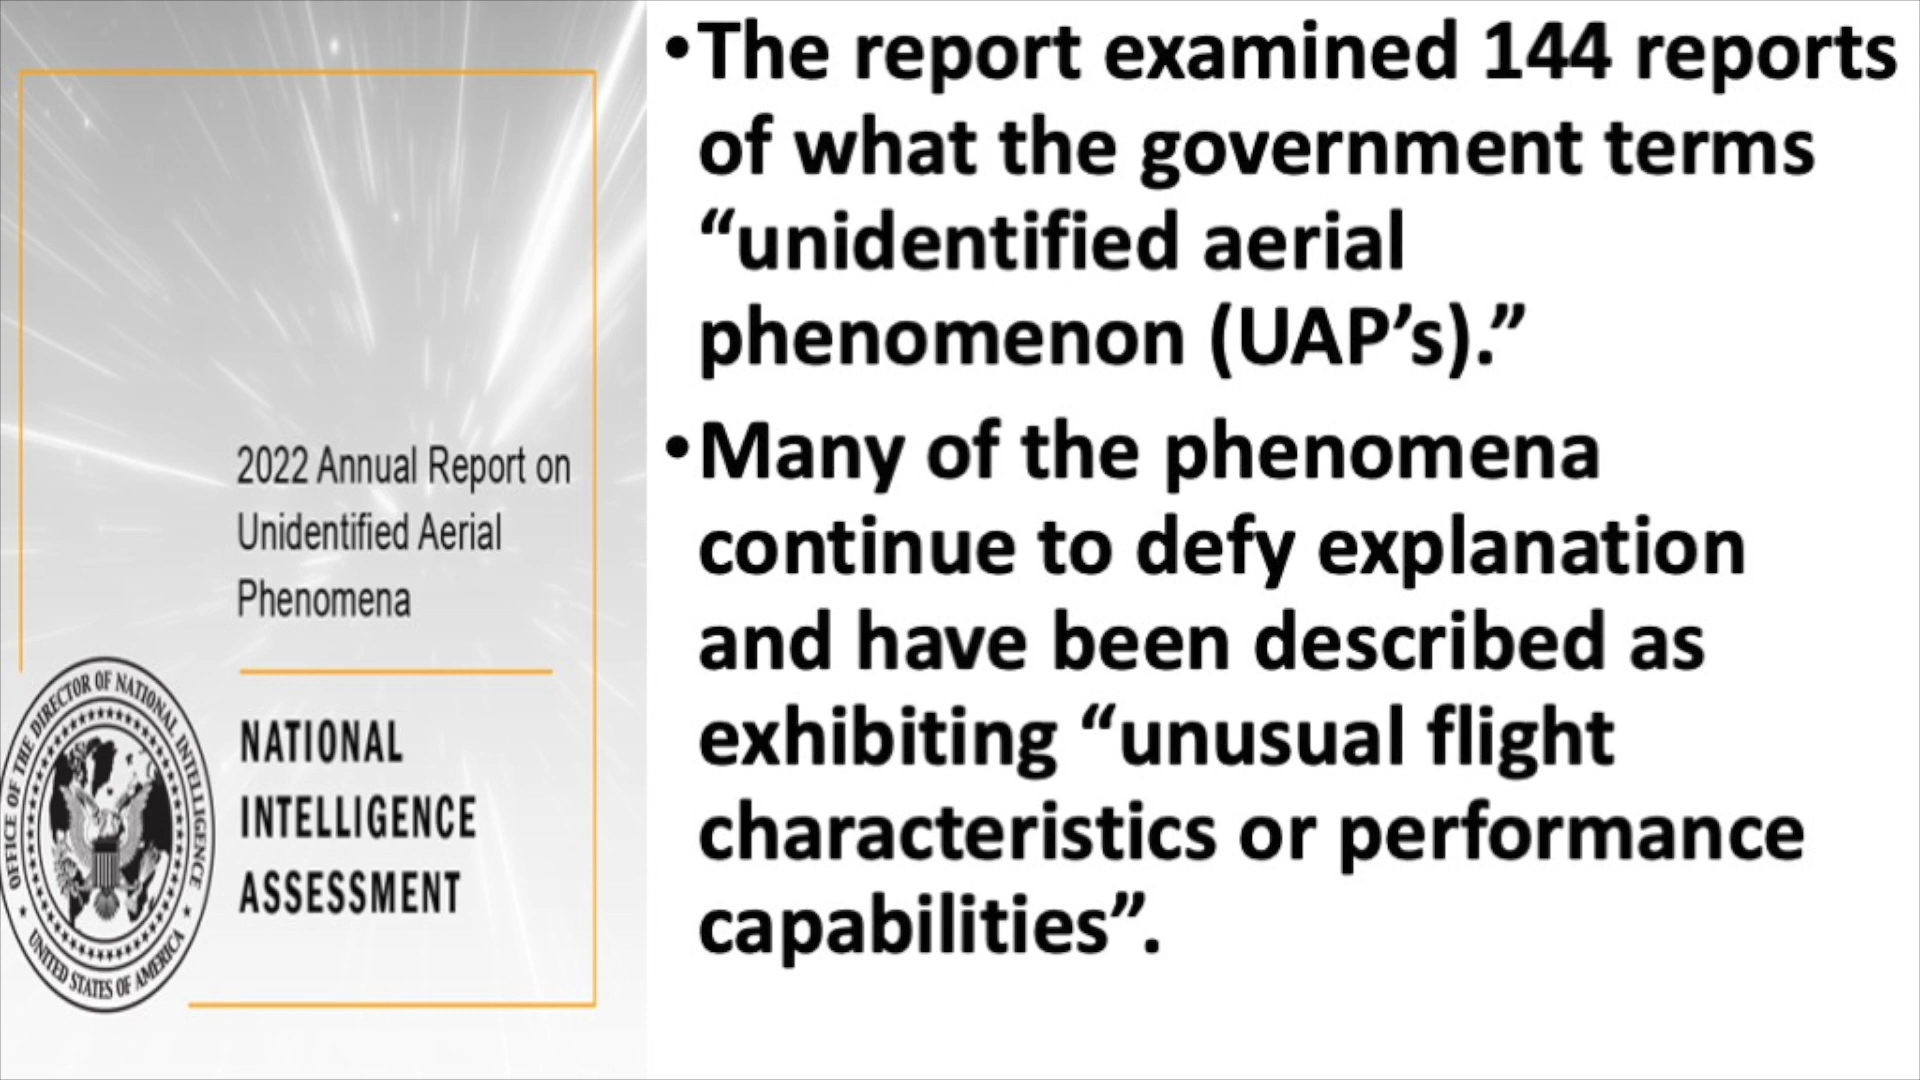 2022 Annual Report on
Unidentified Aerial
Phenomena
OFFICE OF THE DIRECTOR OF NATIONAL INTELLIGENCE
UNITED STATES OF AMERICA
NATIONAL
INTELLIGENCE
ASSESSMENT
•The report examined 144 reports
of what the government terms
“unidentified aerial
phenomenon (UAP’s).”
•Many of the phenomena
continue to defy explanation
and have been described as
exhibiting “unusual flight
characteristics or performance
capabilities”.